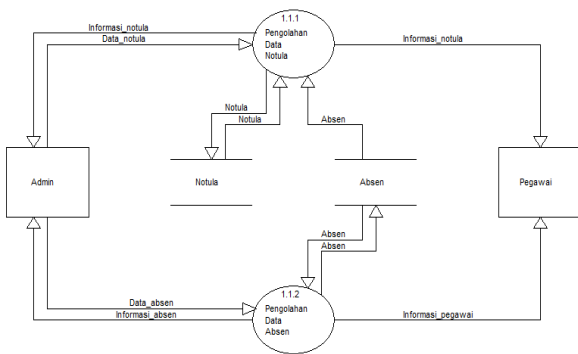 Informasi_notula
Data_notula
1.1.1
Pengolahan
Data
Notula
Informasi_notula
Notula
Notula
Absen
Admin
Notula
Absen
Pegawai
Absen
Absen
Data_absen
Informasi_absen
1.1.2
Pengolahan
Data
Absen
Informasi_pegawai